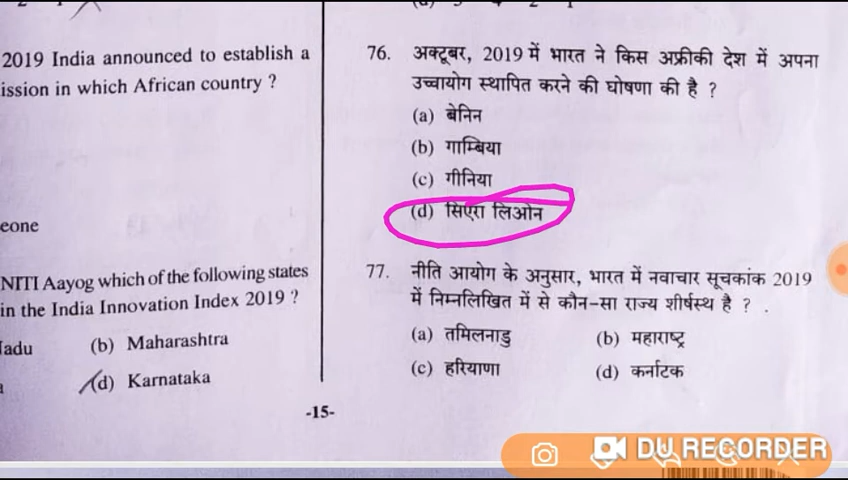 2019 India announced to establish a
ission in which African country ?
eone
NITI Aayog which of the following states
in the India Innovation Index 2019 ?
adu (b) Maharashtra
(d) Karnataka
76. अक्टूबर, 2019 में भारत ने किस अफ्रीकी देश में अपना
उच्चायोग स्थापित करने की घोषणा की है ?
(a) बेनिन
(b) गाम्बिया
(c) गीनिया
(d) सिएरा लिओन
77. नीति आयोग के अनुसार, भारत में नवाचार सूचकांक 2019
में निम्नलिखित में से कौन-सा राज्य शीर्षस्थ है ? .
(a) तमिलनाडु (b) महाराष्ट्र
(c) हरियाणा (d) कर्नाटक
-15-
DU RECORDER